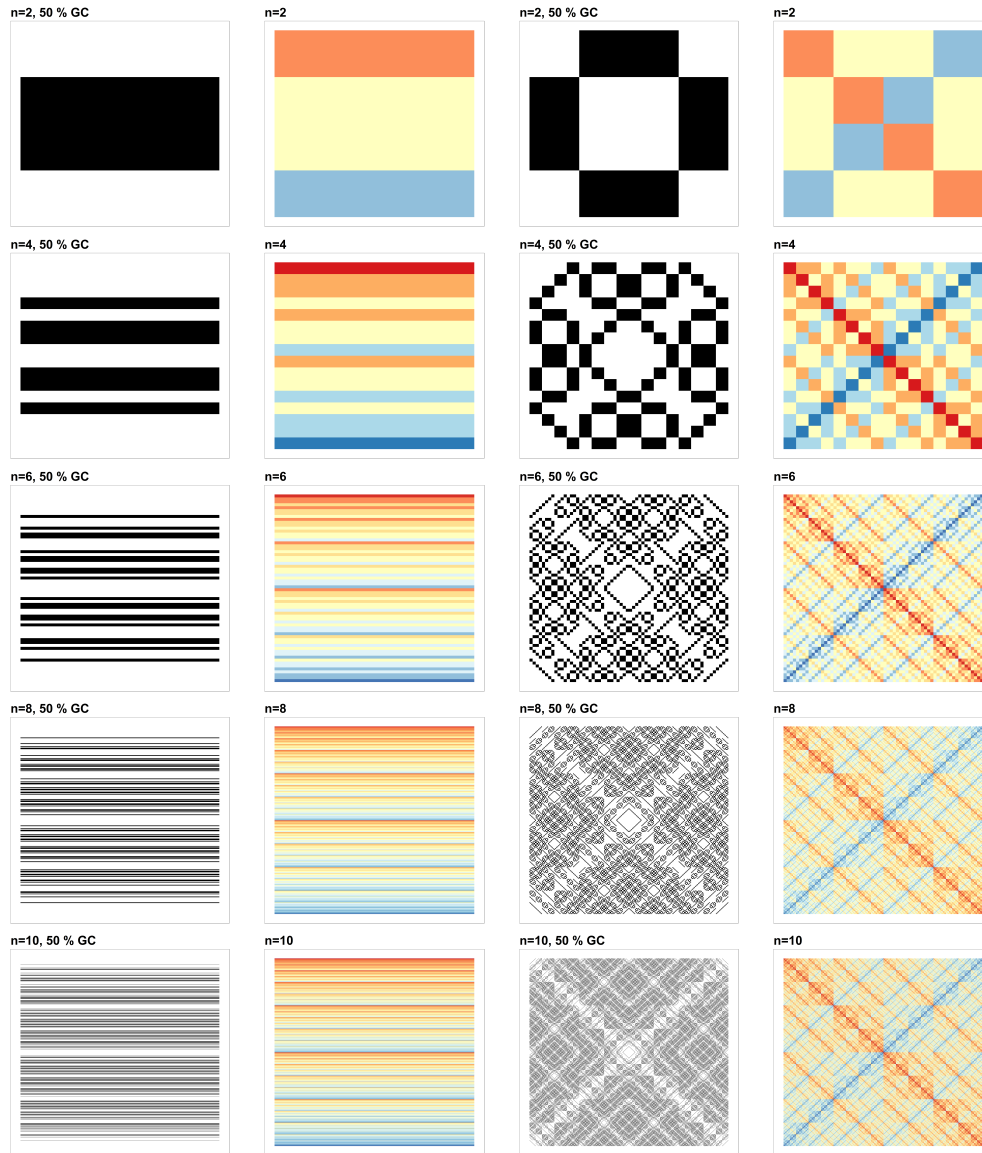 n=2, 50 % GC
n=2
n=2, 50 % GC
n=2
n=4, 50 % GC
n=4
n=4, 50 % GC
n=4
n=6, 50 % GC
n=6
n=6, 50 % GC
n=6
n=8, 50 % GC
n=8
n=8, 50 % GC
n=8
n=10, 50 % GC
n=10
n=10, 50 % GC
n=10